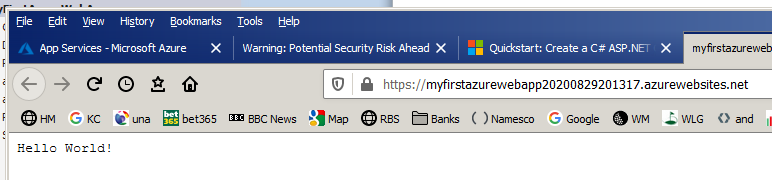 File Edit View History Bookmarks Tools Help
App Services - Microsoft Azure Warning: Potential Security Risk Ahead Quickstart: Create a C# ASP.NET myfirstazureweb
https://myfirstazurewebapp20200829201317.azurewebsites.net
HM KC una bet365 bet365 BBC News Map RBS Banks Namesco Google WM WLG and
Hello World!